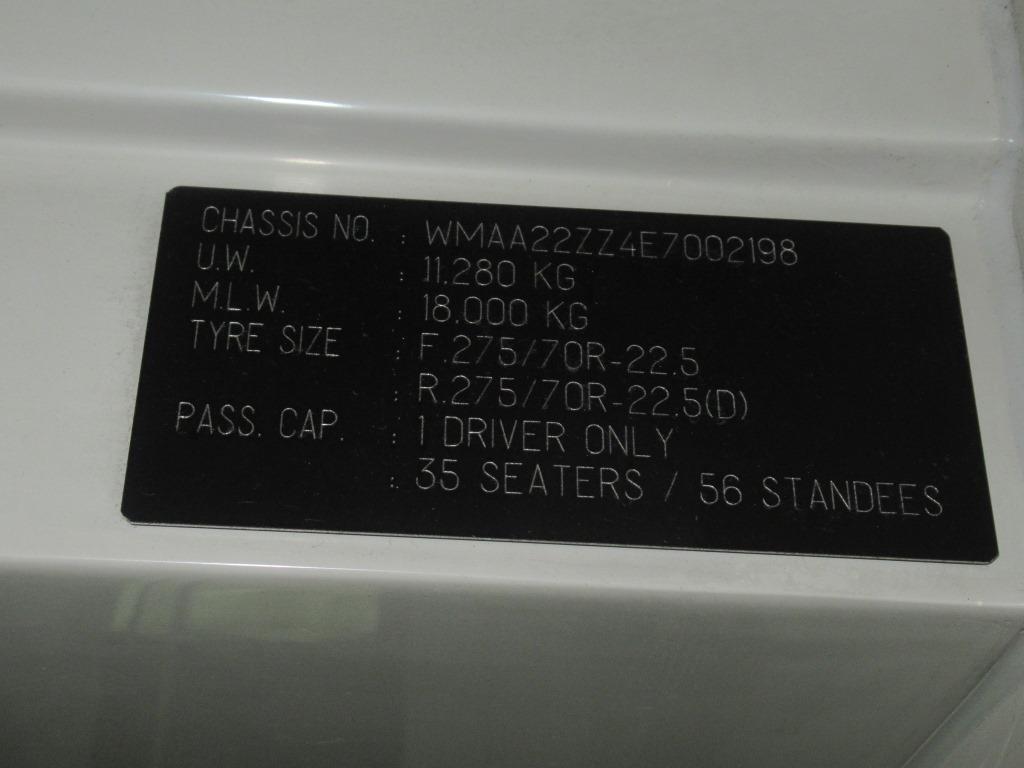 CHASSIS NO. : WMAA22ZZ4E7002198
U.W. : 11.280 KG
M.L.W. : 18.000 KG
TYRE SIZE : F.275/70R-22.5
: R.275/70R-22.5(D)
PASS. CAP. : 1 DRIVER ONLY
: 35 SEATERS / 56 STANDEES